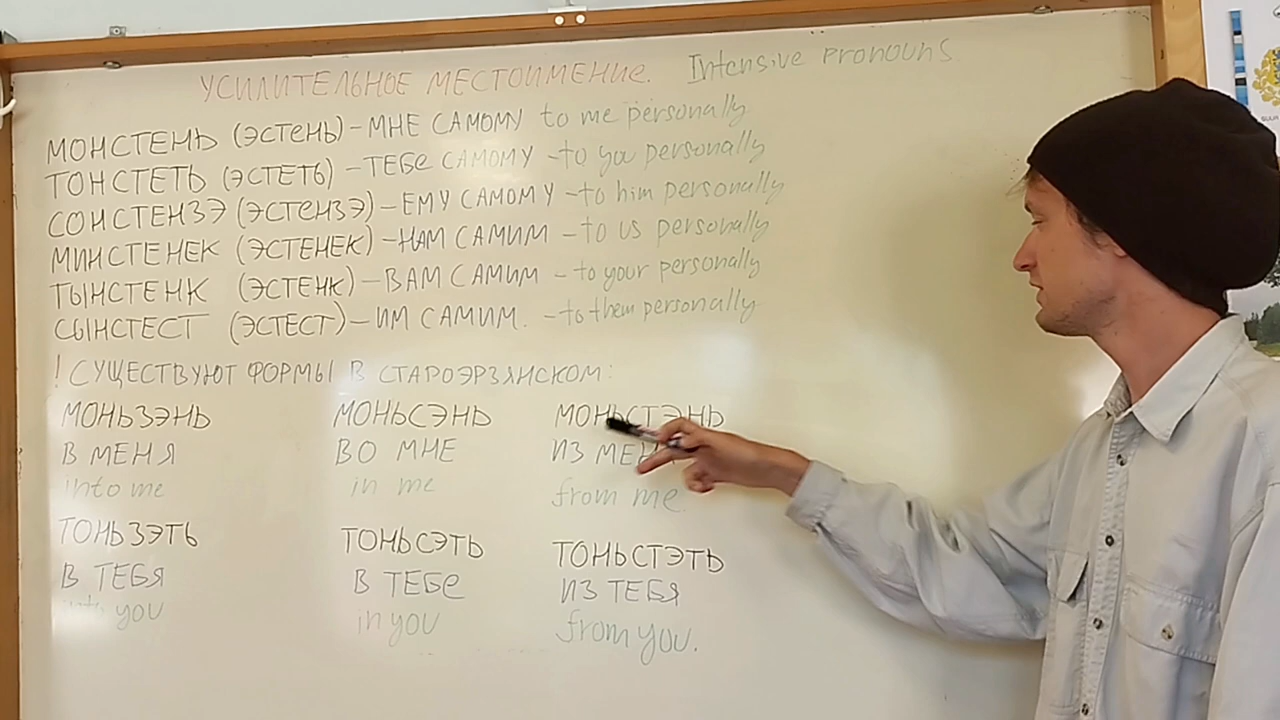 УСИЛИТЕЛЬНОЕ МЕСТОИМЕНИЕ. Intensive pronouns
МОНСТЕНЬ (ЭСТЕНЬ) – МНЕ САМОМУ to me personally
ТОНСТЕТЬ (ЭСТЕТЬ) – ТЕБЕ САМОМУ – to you personally
СОНСТЕНЗЭ (ЭСТЕНЗЭ) – ЕМУ САМОМУ – to him personally
МИНСТЕНЕК (ЭСТЕНЕК) – НАМ САМИМ – to us personally
ТЫНСТЕНК (ЭСТЕНК) – ВАМ САМИМ – to your personally
СЫНСТЕСТ (ЭСТЕСТ) – ИМ САМИМ. – to them personally
! СУЩЕСТВУЮТ ФОРМЫ В СТАРОЭРЗЯНСКОМ:
МОНЬЗЭНЬ МОНЬСЭНЬ МОНЬСТЭНЬ
В МЕНЯ ВО МНЕ ИЗ
into me in me from me
ТОНЬЗЭТЬ ТОНЬСЭТЬ ТОНЬСТЭТЬ
В ТЕБЯ В ТЕБЕ ИЗ ТЕБЯ
into you in you from you.